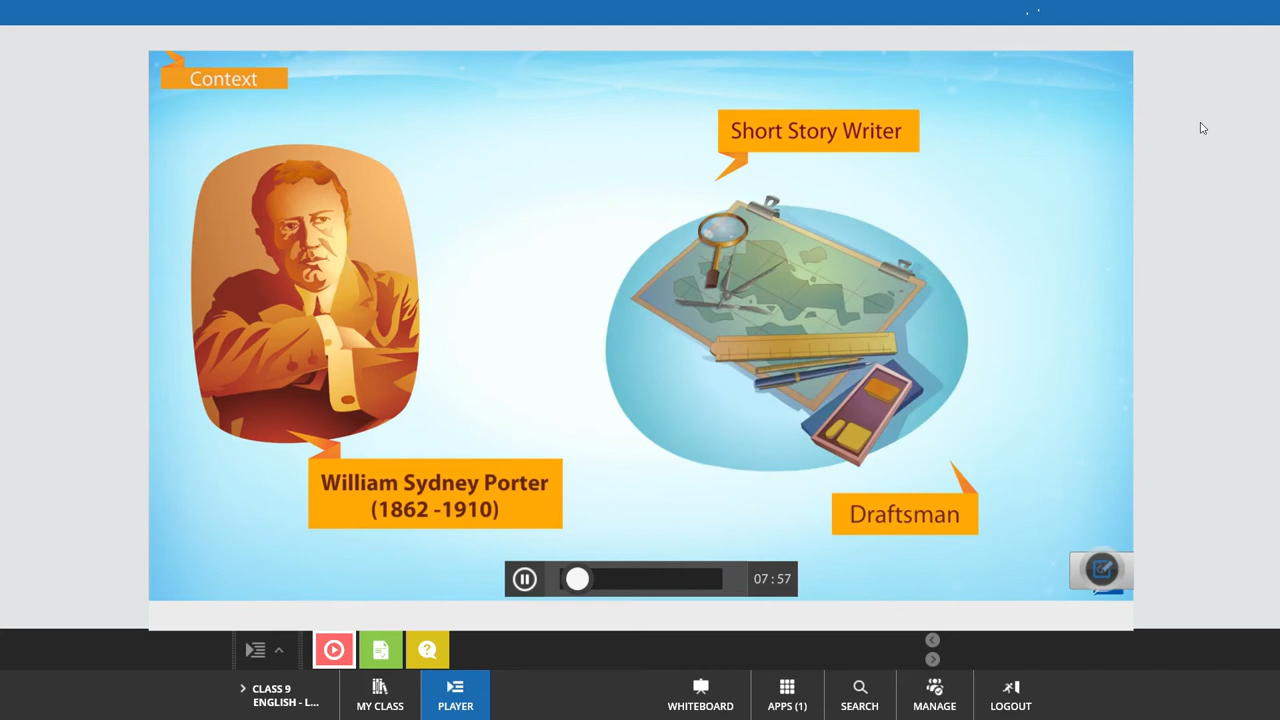 Context
Short Story Writer
William Sydney Porter
(1862 -1910)
Draftsman
07 : 57
CLASS 9
ENGLISH - L...
MY CLASS
PLAYER
WHITEBOARD
APPS (1)
SEARCH
MANAGE
LOGOUT